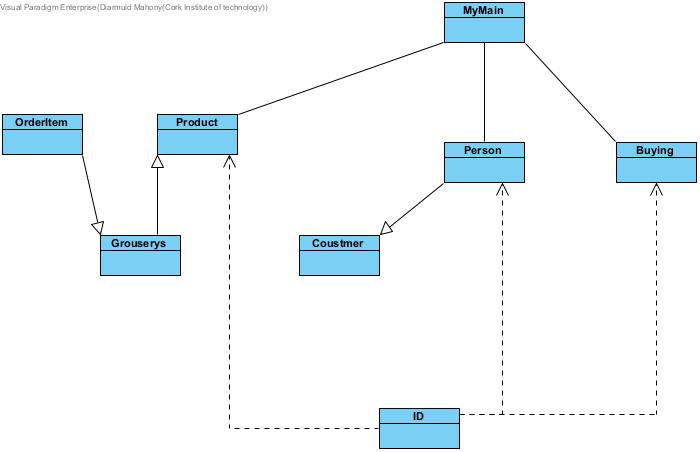 Visual Paradigm Enterprise(Diarmuid Mahony(Cork Institute of technology))
MyMain
OrderItem
Product
Person
Buying
Grouserys
Coustmer
ID